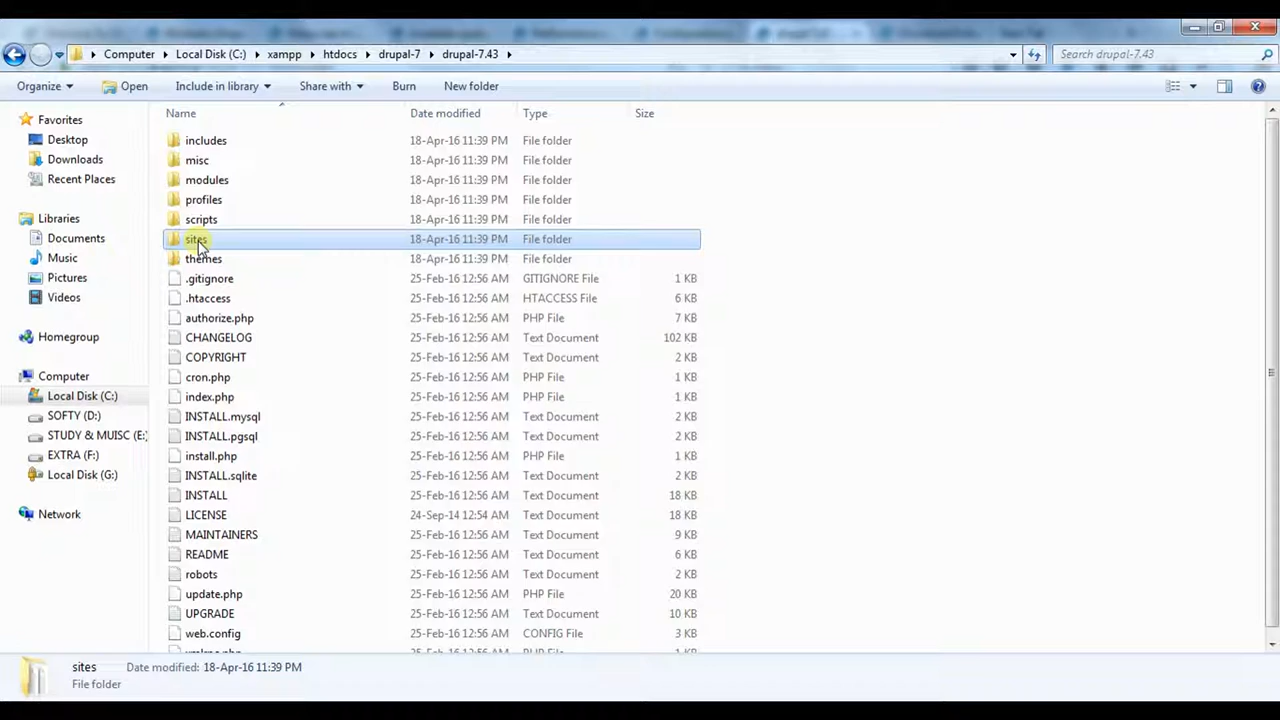 Computer Local Disk (C:) xampp htdocs drupal-7 drupal-7.43
Search drupal-7.43
Organize Open Include in library Share with Burn New folder
Name Date modified Type Size
Favorites
Desktop
Downloads
Recent Places
Libraries
Documents
Music
Pictures
Videos
Homegroup
Computer
Local Disk (C:)
SOFTY (D:)
STUDY & MUISC (E:)
EXTRA (F:)
Local Disk (G:)
Network
includes 18-Apr-16 11:39 PM File folder
misc 18-Apr-16 11:39 PM File folder
modules 18-Apr-16 11:39 PM File folder
profiles 18-Apr-16 11:39 PM File folder
scripts 18-Apr-16 11:39 PM File folder
sites 18-Apr-16 11:39 PM File folder
themes 18-Apr-16 11:39 PM File folder
.gitignore 25-Feb-16 12:56 AM GITIGNORE File 1 KB
.htaccess 25-Feb-16 12:56 AM HTACCESS File 6 KB
authorize.php 25-Feb-16 12:56 AM PHP File 7 KB
CHANGELOG 25-Feb-16 12:56 AM Text Document 102 KB
COPYRIGHT 25-Feb-16 12:56 AM Text Document 2 KB
cron.php 25-Feb-16 12:56 AM PHP File 1 KB
index.php 25-Feb-16 12:56 AM PHP File 1 KB
INSTALL.mysql 25-Feb-16 12:56 AM Text Document 2 KB
INSTALL.pgsql 25-Feb-16 12:56 AM Text Document 2 KB
install.php 25-Feb-16 12:56 AM PHP File 1 KB
INSTALL.sqlite 25-Feb-16 12:56 AM Text Document 2 KB
INSTALL 25-Feb-16 12:56 AM Text Document 18 KB
LICENSE 24-Sep-14 12:54 AM Text Document 18 KB
MAINTAINERS 25-Feb-16 12:56 AM Text Document 9 KB
README 25-Feb-16 12:56 AM Text Document 6 KB
robots 25-Feb-16 12:56 AM Text Document 2 KB
update.php 25-Feb-16 12:56 AM PHP File 20 KB
UPGRADE 25-Feb-16 12:56 AM Text Document 10 KB
web.config 25-Feb-16 12:56 AM CONFIG File 3 KB
sites Date modified: 18-Apr-16 11:39 PM
File folder